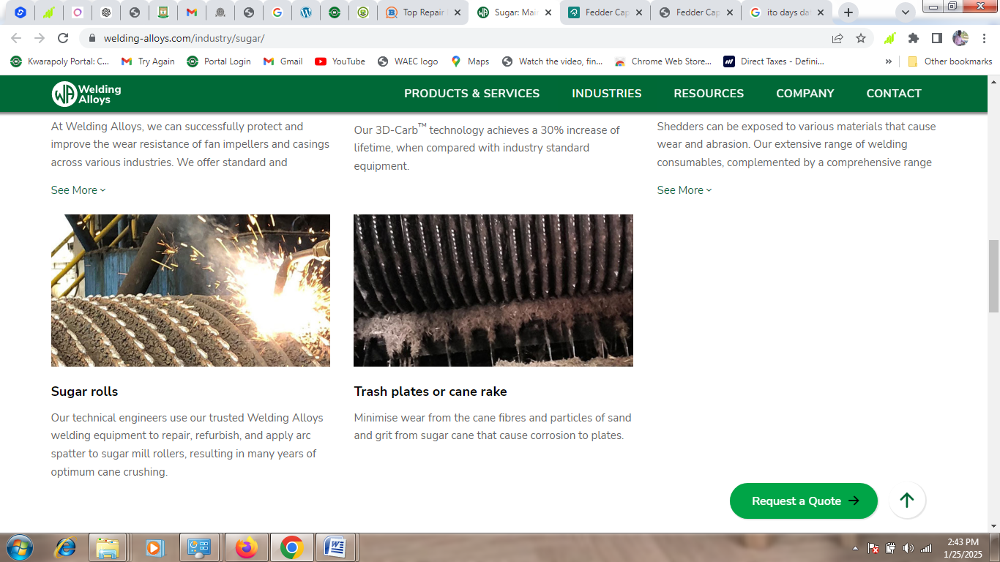 Top Repair
Sugar: Mai
Fedder Cap
Fedder Cap
ito days da
welding-alloys.com/industry/sugar/
Kwarapoly Portal: C...
Try Again
Portal Login
Gmail
YouTube
WAEC logo
Maps
Watch the video, fin...
Chrome Web Store...
Direct Taxes - Defini...
»
Other bookmarks
WA Welding
Alloys
PRODUCTS & SERVICES
INDUSTRIES
RESOURCES
COMPANY
CONTACT
At Welding Alloys, we can successfully protect and
improve the wear resistance of fan impellers and casings
across various industries. We offer standard and
See More
Our 3D-Carb™ technology achieves a 30% increase of
lifetime, when compared with industry standard
equipment.
Shedders can be exposed to various materials that cause
wear and abrasion. Our extensive range of welding
consumables, complemented by a comprehensive range
See More
Sugar rolls
Our technical engineers use our trusted Welding Alloys
welding equipment to repair, refurbish, and apply arc
spatter to sugar mill rollers, resulting in many years of
optimum cane crushing.
Trash plates or cane rake
Minimise wear from the cane fibres and particles of sand
and grit from sugar cane that cause corrosion to plates.
Request a Quote →
2:43 PM
1/25/2025